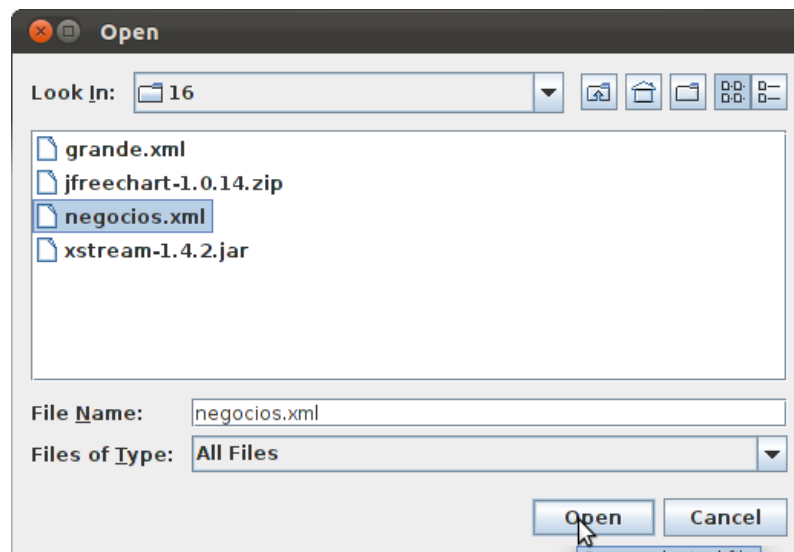 Open
Look In: 16
grande.xml
jfreechart-1.0.14.zip
negocios.xml
xstream-1.4.2.jar
File Name: negocios.xml
Files of Type: All Files
Open Cancel